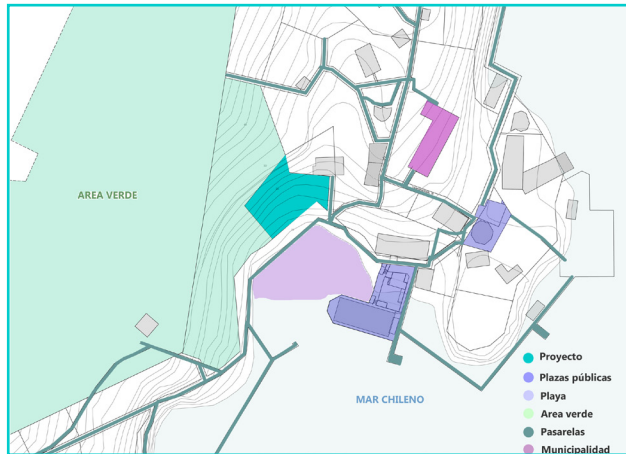 AREA VERDE
MAR CHILENO
Proyecto
Plazas públicas
Playa
Area verde
Pasarelas
Municipalidad